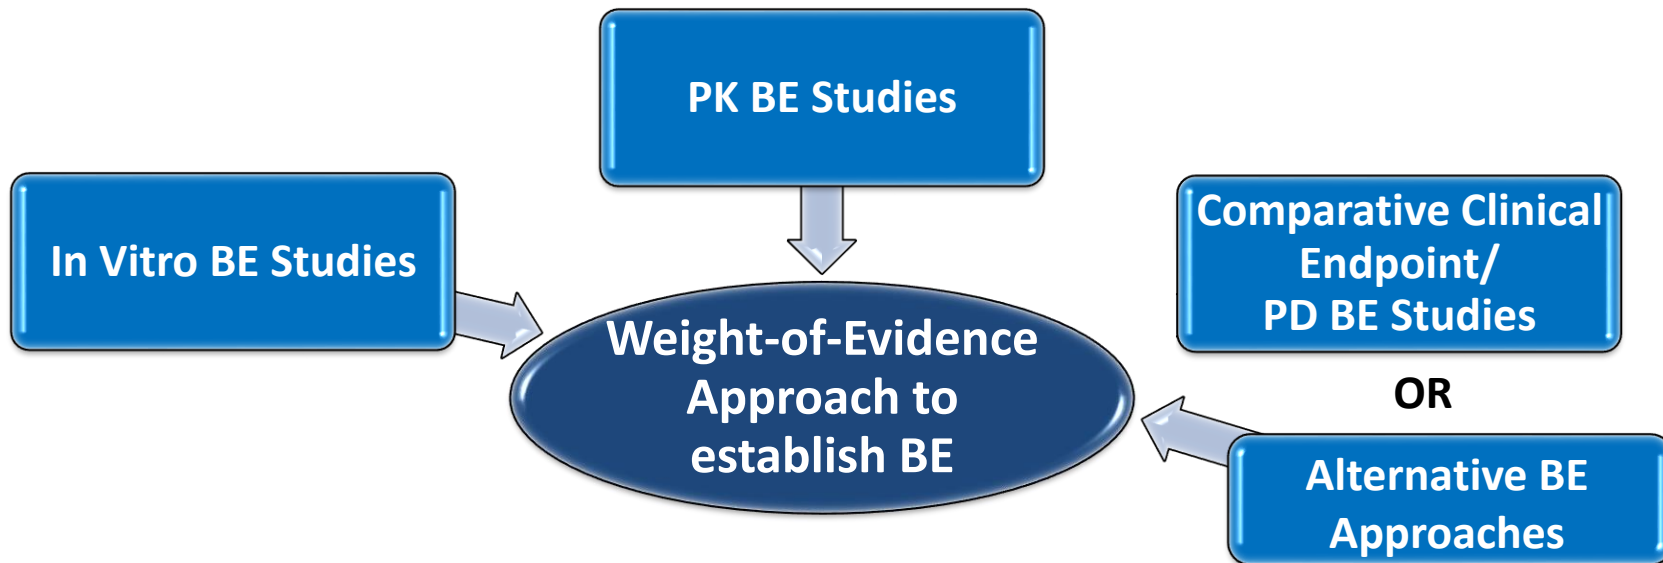 PK BE Studies
In Vitro BE Studies
Comparative Clinical
Endpoint/
PD BE Studies
OR
Alternative BE
Approaches
Weight-of-Evidence
Approach to
establish BE